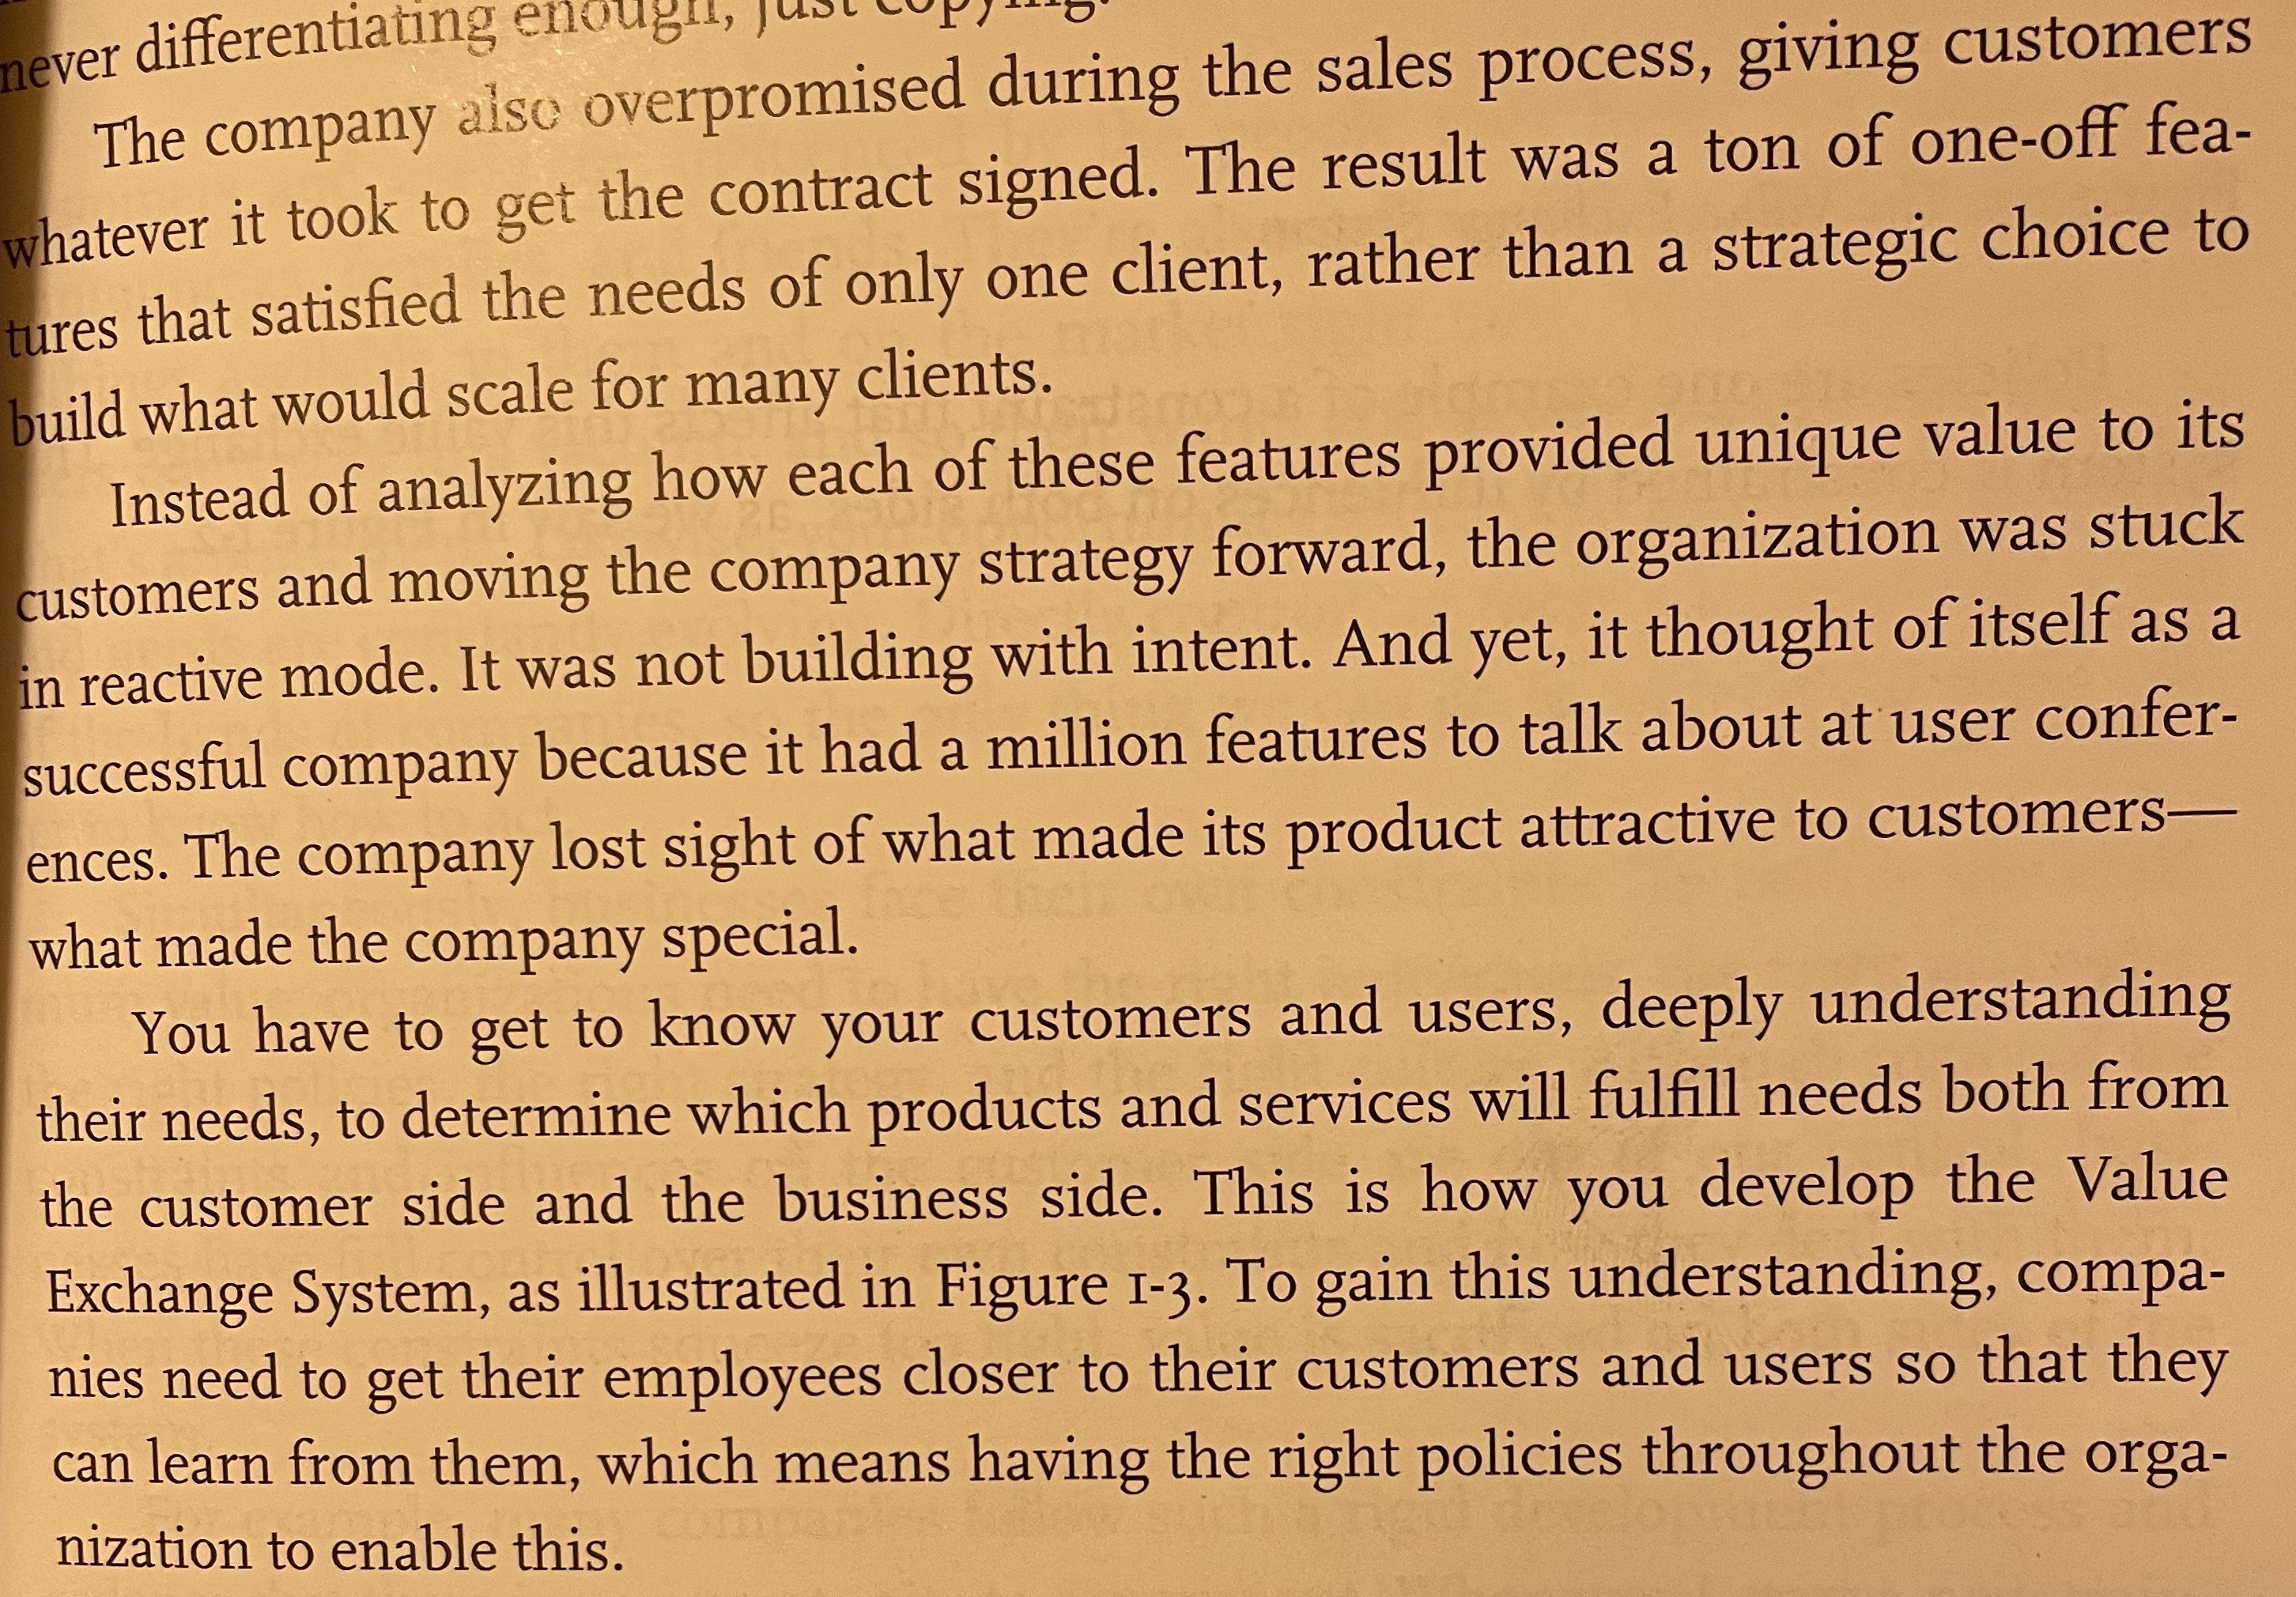 never differentiating enough, just copying.
The company also overpromised during the sales process, giving customers
whatever it took to get the contract signed. The result was a ton of one-off fea-
tures that satisfied the needs of only one client, rather than a strategic choice to
build what would scale for many clients.
Instead of analyzing how each of these features provided unique value to its
customers and moving the company strategy forward, the organization was stuck
in reactive mode. It was not building with intent. And yet, it thought of itself as a
successful company because it had a million features to talk about at user confer-
ences. The company lost sight of what made its product attractive to customers—
what made the company special.
You have to get to know your customers and users, deeply understanding
their needs, to determine which products and services will fulfill needs both from
the customer side and the business side. This is how you develop the Value
Exchange System, as illustrated in Figure 1-3. To gain this understanding, compa-
nies need to get their employees closer to their customers and users so that they
can learn from them, which means having the right policies throughout the orga-
nization to enable this.